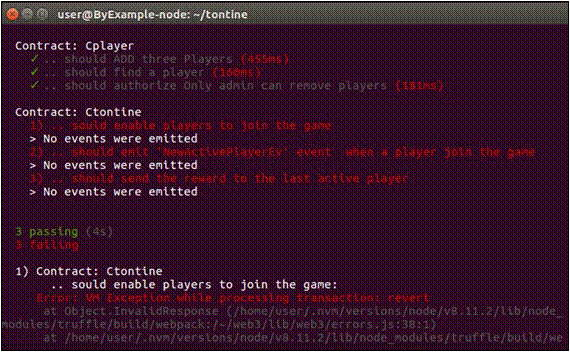 user@ByExample-node: ~/tontine
Contract: Cplayer
✓ .. should ADD three Players (455ms)
✓ .. should find a player (160ms)
✓ .. should authorize Only admin can remove players (181ms)
Contract: Ctontine
1) .. sould enable players to join the game
> No events were emitted
2) .. should emit 'NewActivePlayerEv' event  when a player join the game
> No events were emitted
3) .. should send the reward to the last active player
> No events were emitted
3 passing (4s)
3 failing
1) Contract: Ctontine
.. sould enable players to join the game:
Error: VM Exception while processing transaction: revert
at Object.InvalidResponse (/home/user/.nvm/versions/node/v8.11.2/lib/node_
modules/truffle/build/webpack:/~/web3/lib/web3/errors.js:38:1)
at /home/user/.nvm/versions/node/v8.11.2/lib/node_modules/truffle/build/we